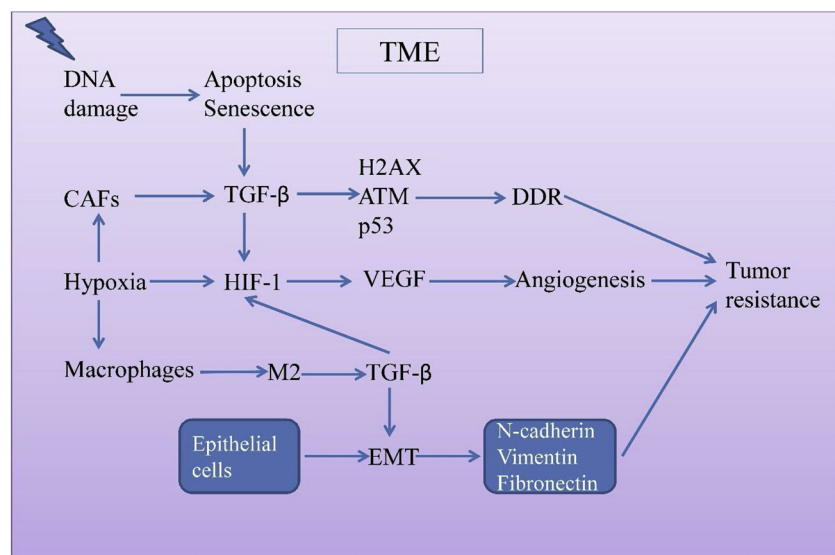 TME
DNA
damage
Apoptosis
Senescence
CAFs
TGF-β
H2AX
ATM
p53
DDR
Hypoxia
HIF-1
VEGF
Angiogenesis
Tumor
resistance
Macrophages
M2
TGF-β
Epithelial
cells
EMT
N-cadherin
Vimentin
Fibronectin